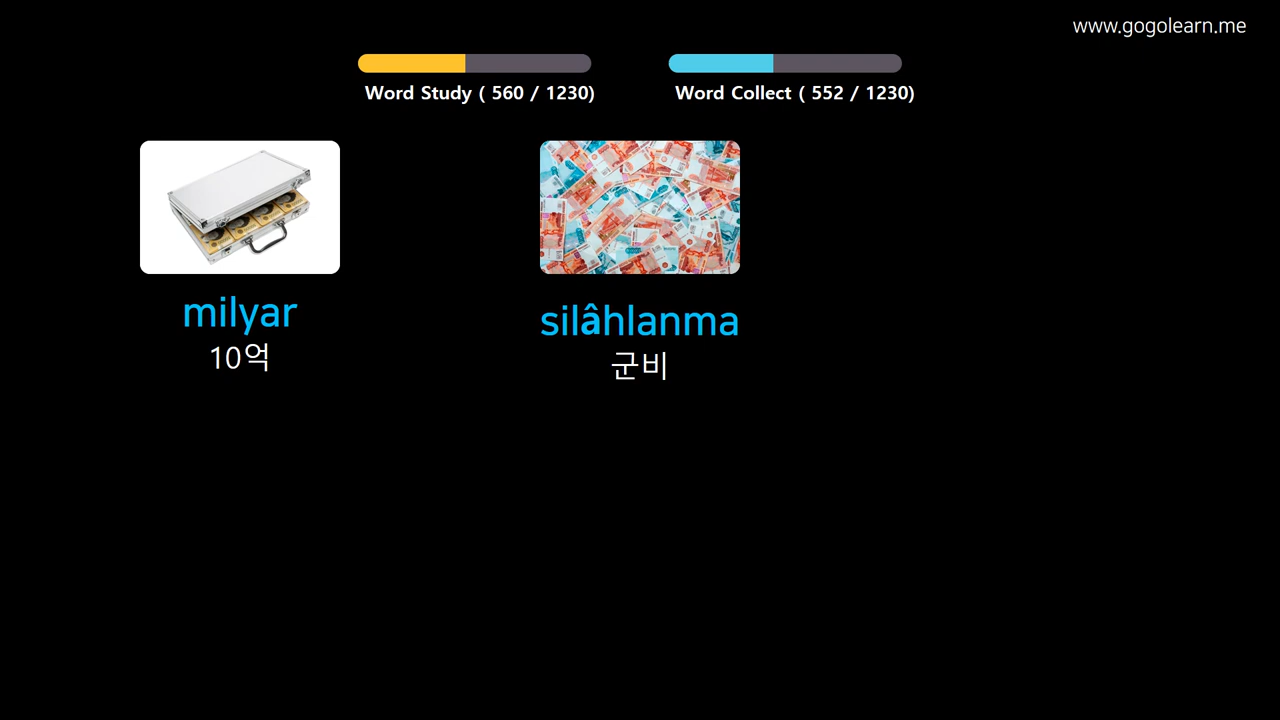 www.gogolearn.me
Word Study ( 560 / 1230)
Word Collect ( 552 / 1230)
milyar
10억
silâhlanma
군비